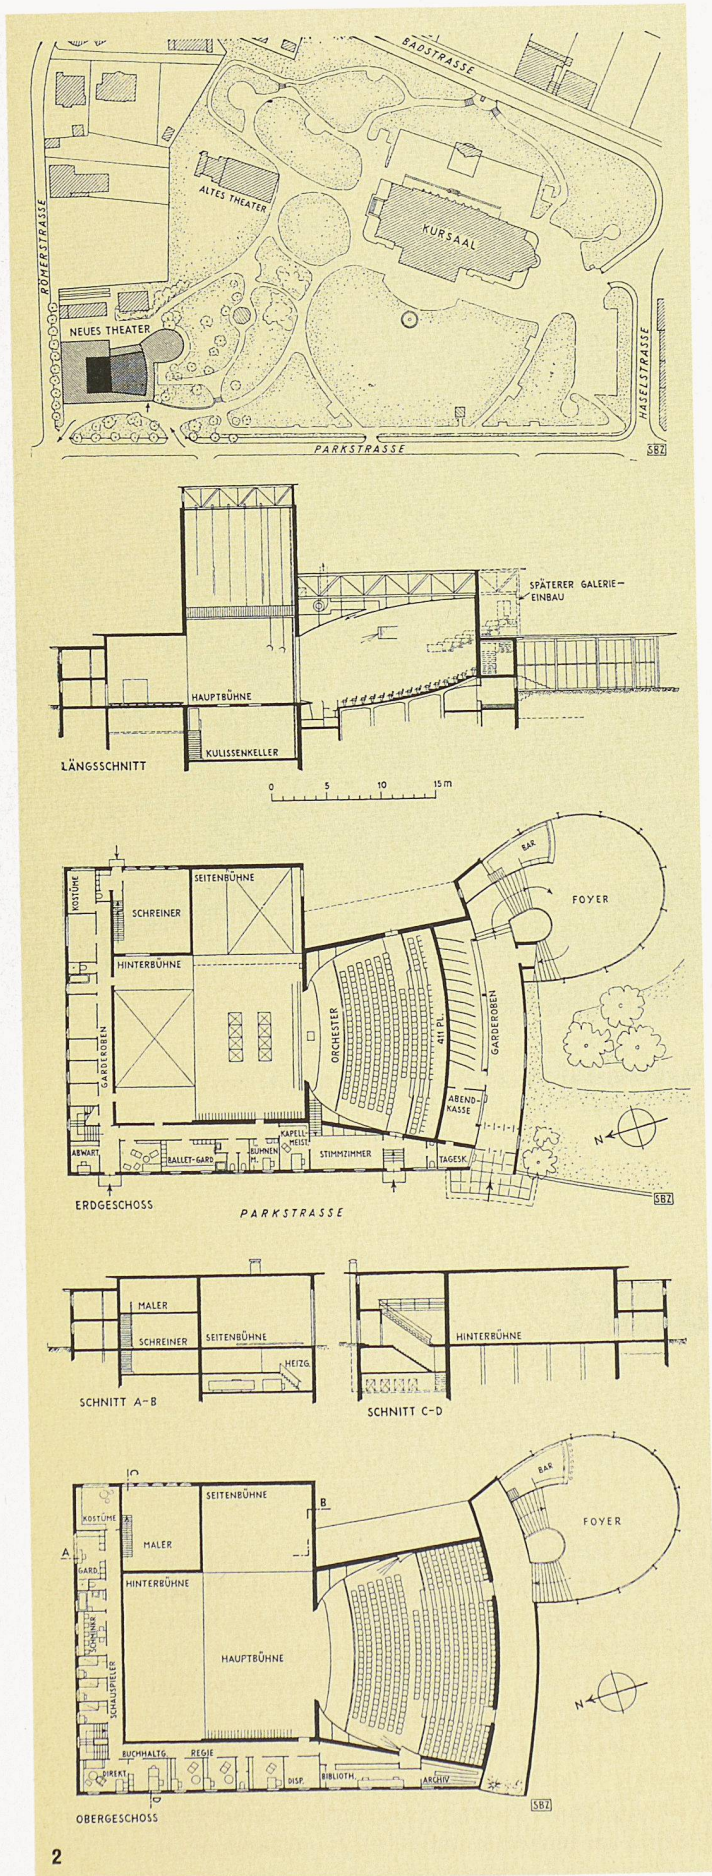 BADSTRASSE
RÖMERSTRASSE
ALTES THEATER
KURSAAL
NEUES THEATER
HASELSTRASSE
PARKSTRASSE
SBZ
SPÄTERER GALERIE-
EINBAU
HAUPTBÜHNE
KULISSENKELLER
LÄNGSSCHNITT
0 5 10 15 m
KOSTÜME
SCHREINER
SEITENBÜHNE
BAR
FOYER
HINTERBÜHNE
GARDEROBEN
ORCHESTER
411 PL.
GARDEROBEN
ABEND-
KASSE
N
ABWART
BALLET-GARD.
BÜHNEN
M.
KAPELL-
MEIST.
STIMMZIMMER
TAGESK.
ERDGESCHOSS
PARKSTRASSE
SBZ
MALER
SCHREINER
SEITENBÜHNE
HEIZG.
HINTERBÜHNE
SCHNITT A-B
SCHNITT C-D
C
KOSTÜME
SEITENBÜHNE
B
BAR
FOYER
A
MALER
GARD.
HINTERBÜHNE
SCHMINKR.
HAUPTBÜHNE
SCHAUSPIELER
N
BUCHHALTG.
REGIE
DIREKT.
DISP.
BIBLIOTH.
ARCHIV
D
SBZ
OBERGESCHOSS
2